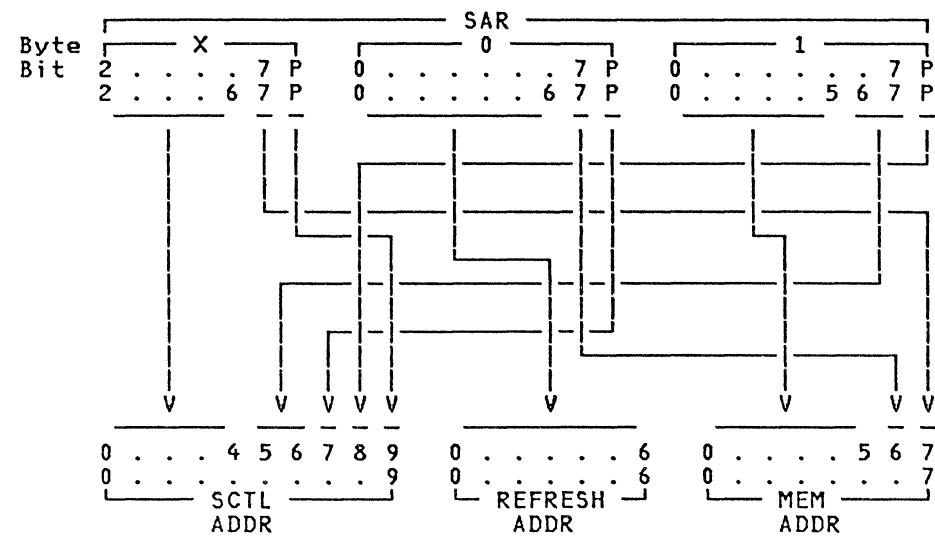 SAR
Byte X 0 1
Bit 2 . . . . 7 P 0 . . . . . . 7 P 0 . . . . . . 7 P
2 . . . 6 7 P 0 . . . . . 6 7 P 0 . . . . 5 6 7 P
V V V V V V V V V
0 . . . 4 5 6 7 8 9 0 . . . . . 6 0 . . . . 5 6 7
0 . . . . . . . . 9 0 . . . . . 6 0 . . . . . . 7
SCTL REFRESH MEM
ADDR ADDR ADDR